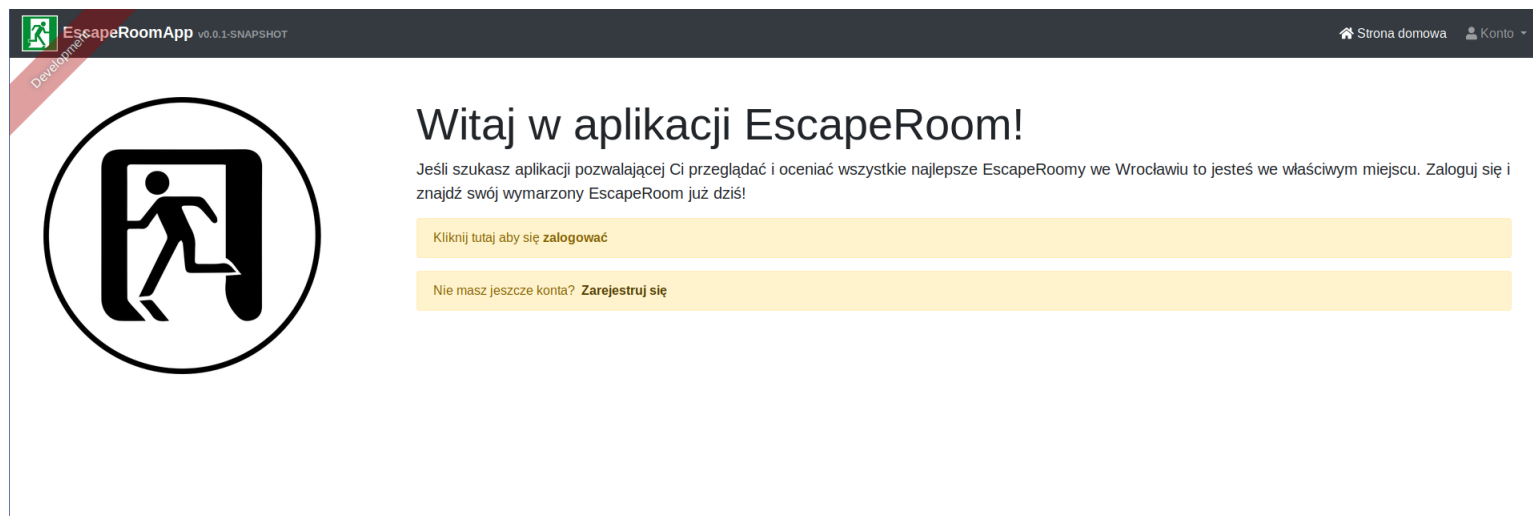 EscapeRoomApp v0.0.1-SNAPSHOT
Strona domowa
Konto
Development
Witaj w aplikacji EscapeRoom!
Jeśli szukasz aplikacji pozwalającej Ci przeglądać i oceniać wszystkie najlepsze EscapeRoomy we Wrocławiu to jesteś we właściwym miejscu. Zaloguj się i
znajdź swój wymarzony EscapeRoom już dziś!
Kliknij tutaj aby się zalogować
Nie masz jeszcze konta? Zarejestruj się